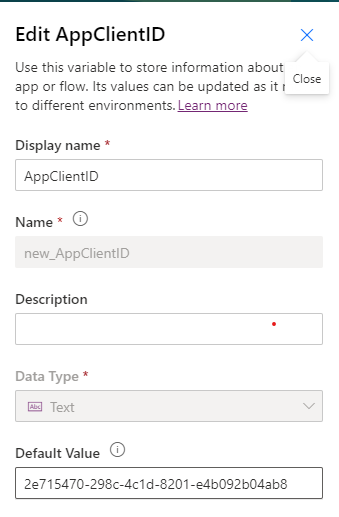 Edit AppClientID
Close
Use this variable to store information about
app or flow. Its values can be updated as it
to different environments. Learn more
Display name *
AppClientID
Name *
new_AppClientID
Description
Data Type *
Abc Text
Default Value
2e715470-298c-4c1d-8201-e4b092b04ab8